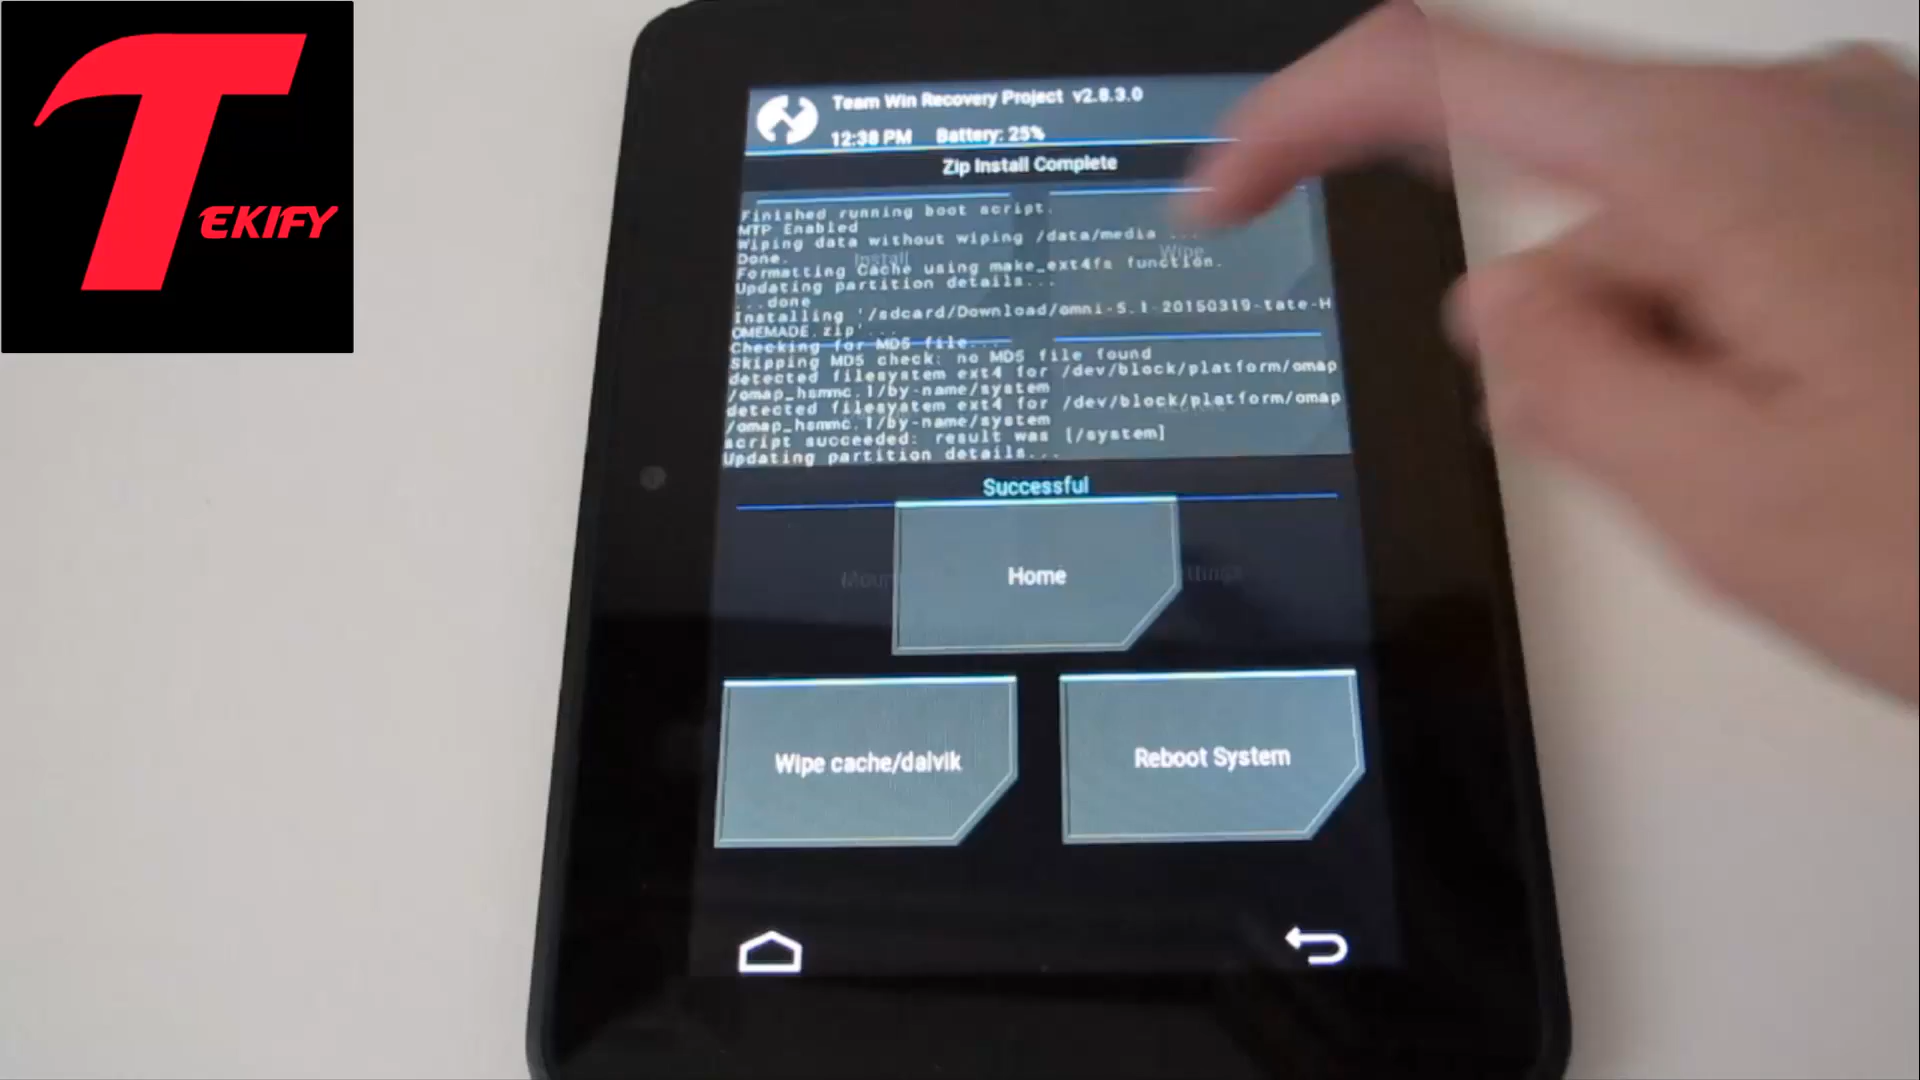 TEKIFY
Team Win Recovery Project v2.8.3.0
12:38 PM Battery: 25%
Zip Install Complete
Finished running boot script.
MTP Enabled
Wiping data without wiping /data/media ...
Done.
Formatting Cache using make_ext4fs function.
Updating partition details...
...done
Installing '/sdcard/Download/omni-5.1-20150319-tate-H
OMEMADE.zip'...
Checking for MD5 file...
Skipping MD5 check: no MD5 file found
detected filesystem ext4 for /dev/block/platform/omap
/omap_hsmmc.1/by-name/system
detected filesystem ext4 for /dev/block/platform/omap
/omap_hsmmc.1/by-name/system
script succeeded: result was [/system]
Updating partition details...
Install
Wipe
Successful
Home
Wipe cache/dalvik
Reboot System